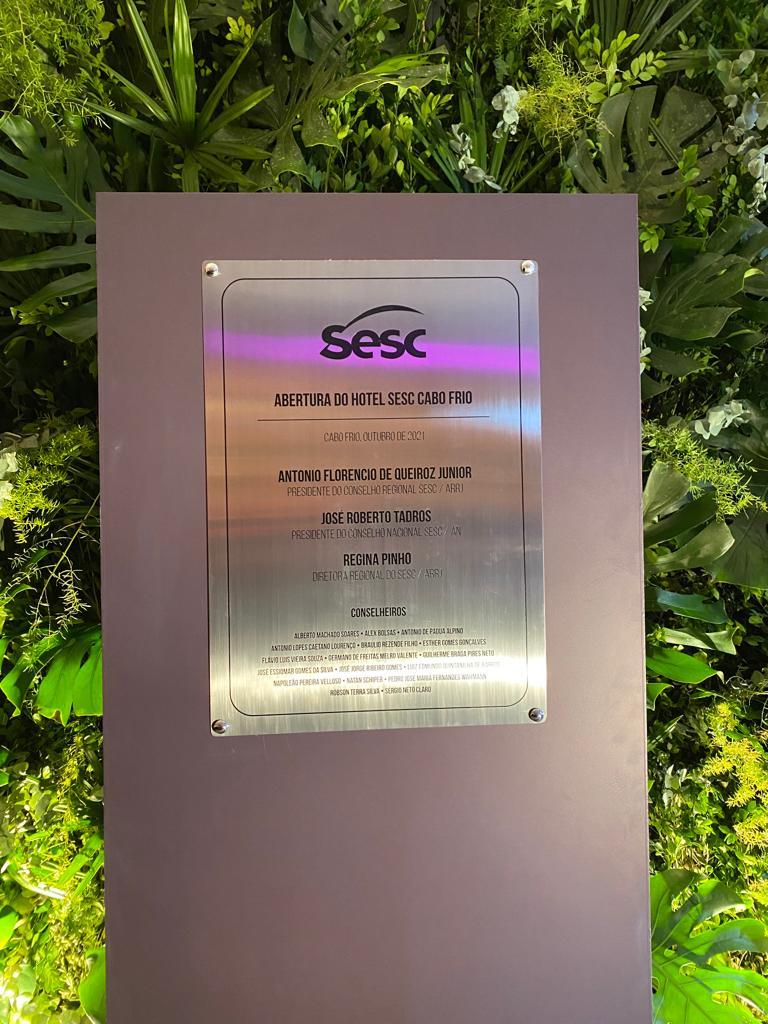 Sesc
ABERTURA DO HOTEL SESC CABO FRIO
CABO FRIO, OUTUBRO DE 2021
ANTONIO FLORENCIO DE QUEIROZ JUNIOR
PRESIDENTE DO CONSELHO REGIONAL SESC / ARRJ
JOSÉ ROBERTO TADROS
PRESIDENTE DO CONSELHO NACIONAL SESC / AN
REGINA PINHO
DIRETORA REGIONAL DO SESC / ARRJ
CONSELHEIROS
ALBERTO MACHADO SOARES • ALEX BOLSAS • ANTONIO DE PADUA ALPINO
ANTONIO LOPES CAETANO LOURENÇO • BRAULIO REZENDE FILHO • ESTHER GOMES GONÇALVES
FLAVIO LUIS VIEIRA SOUZA • GERMANO DE FREITAS MELRO VALENTE • GUILHERME BRAGA PIRES NETO
JOSÉ ESSIOMAR GOMES DA SILVA • JOSÉ JORGE RIBEIRO GOMES • LUIZ EDMUNDO QUINTANILHA DE
NAPOLEÃO PEREIRA VELLOSO • NATAN SCHIPER • PEDRO JOSÉ MARIA FERNANDES WAHMANN
ROBSON TERRA SILVA • SERGIO NETO CLARO